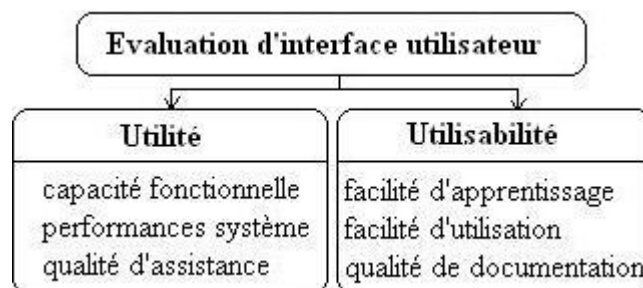 Evaluation d'interface utilisateur
Utilité
capacité fonctionnelle
performances système
qualité d'assistance
Utilisabilité
facilité d'apprentissage
facilité d'utilisation
qualité de documentation